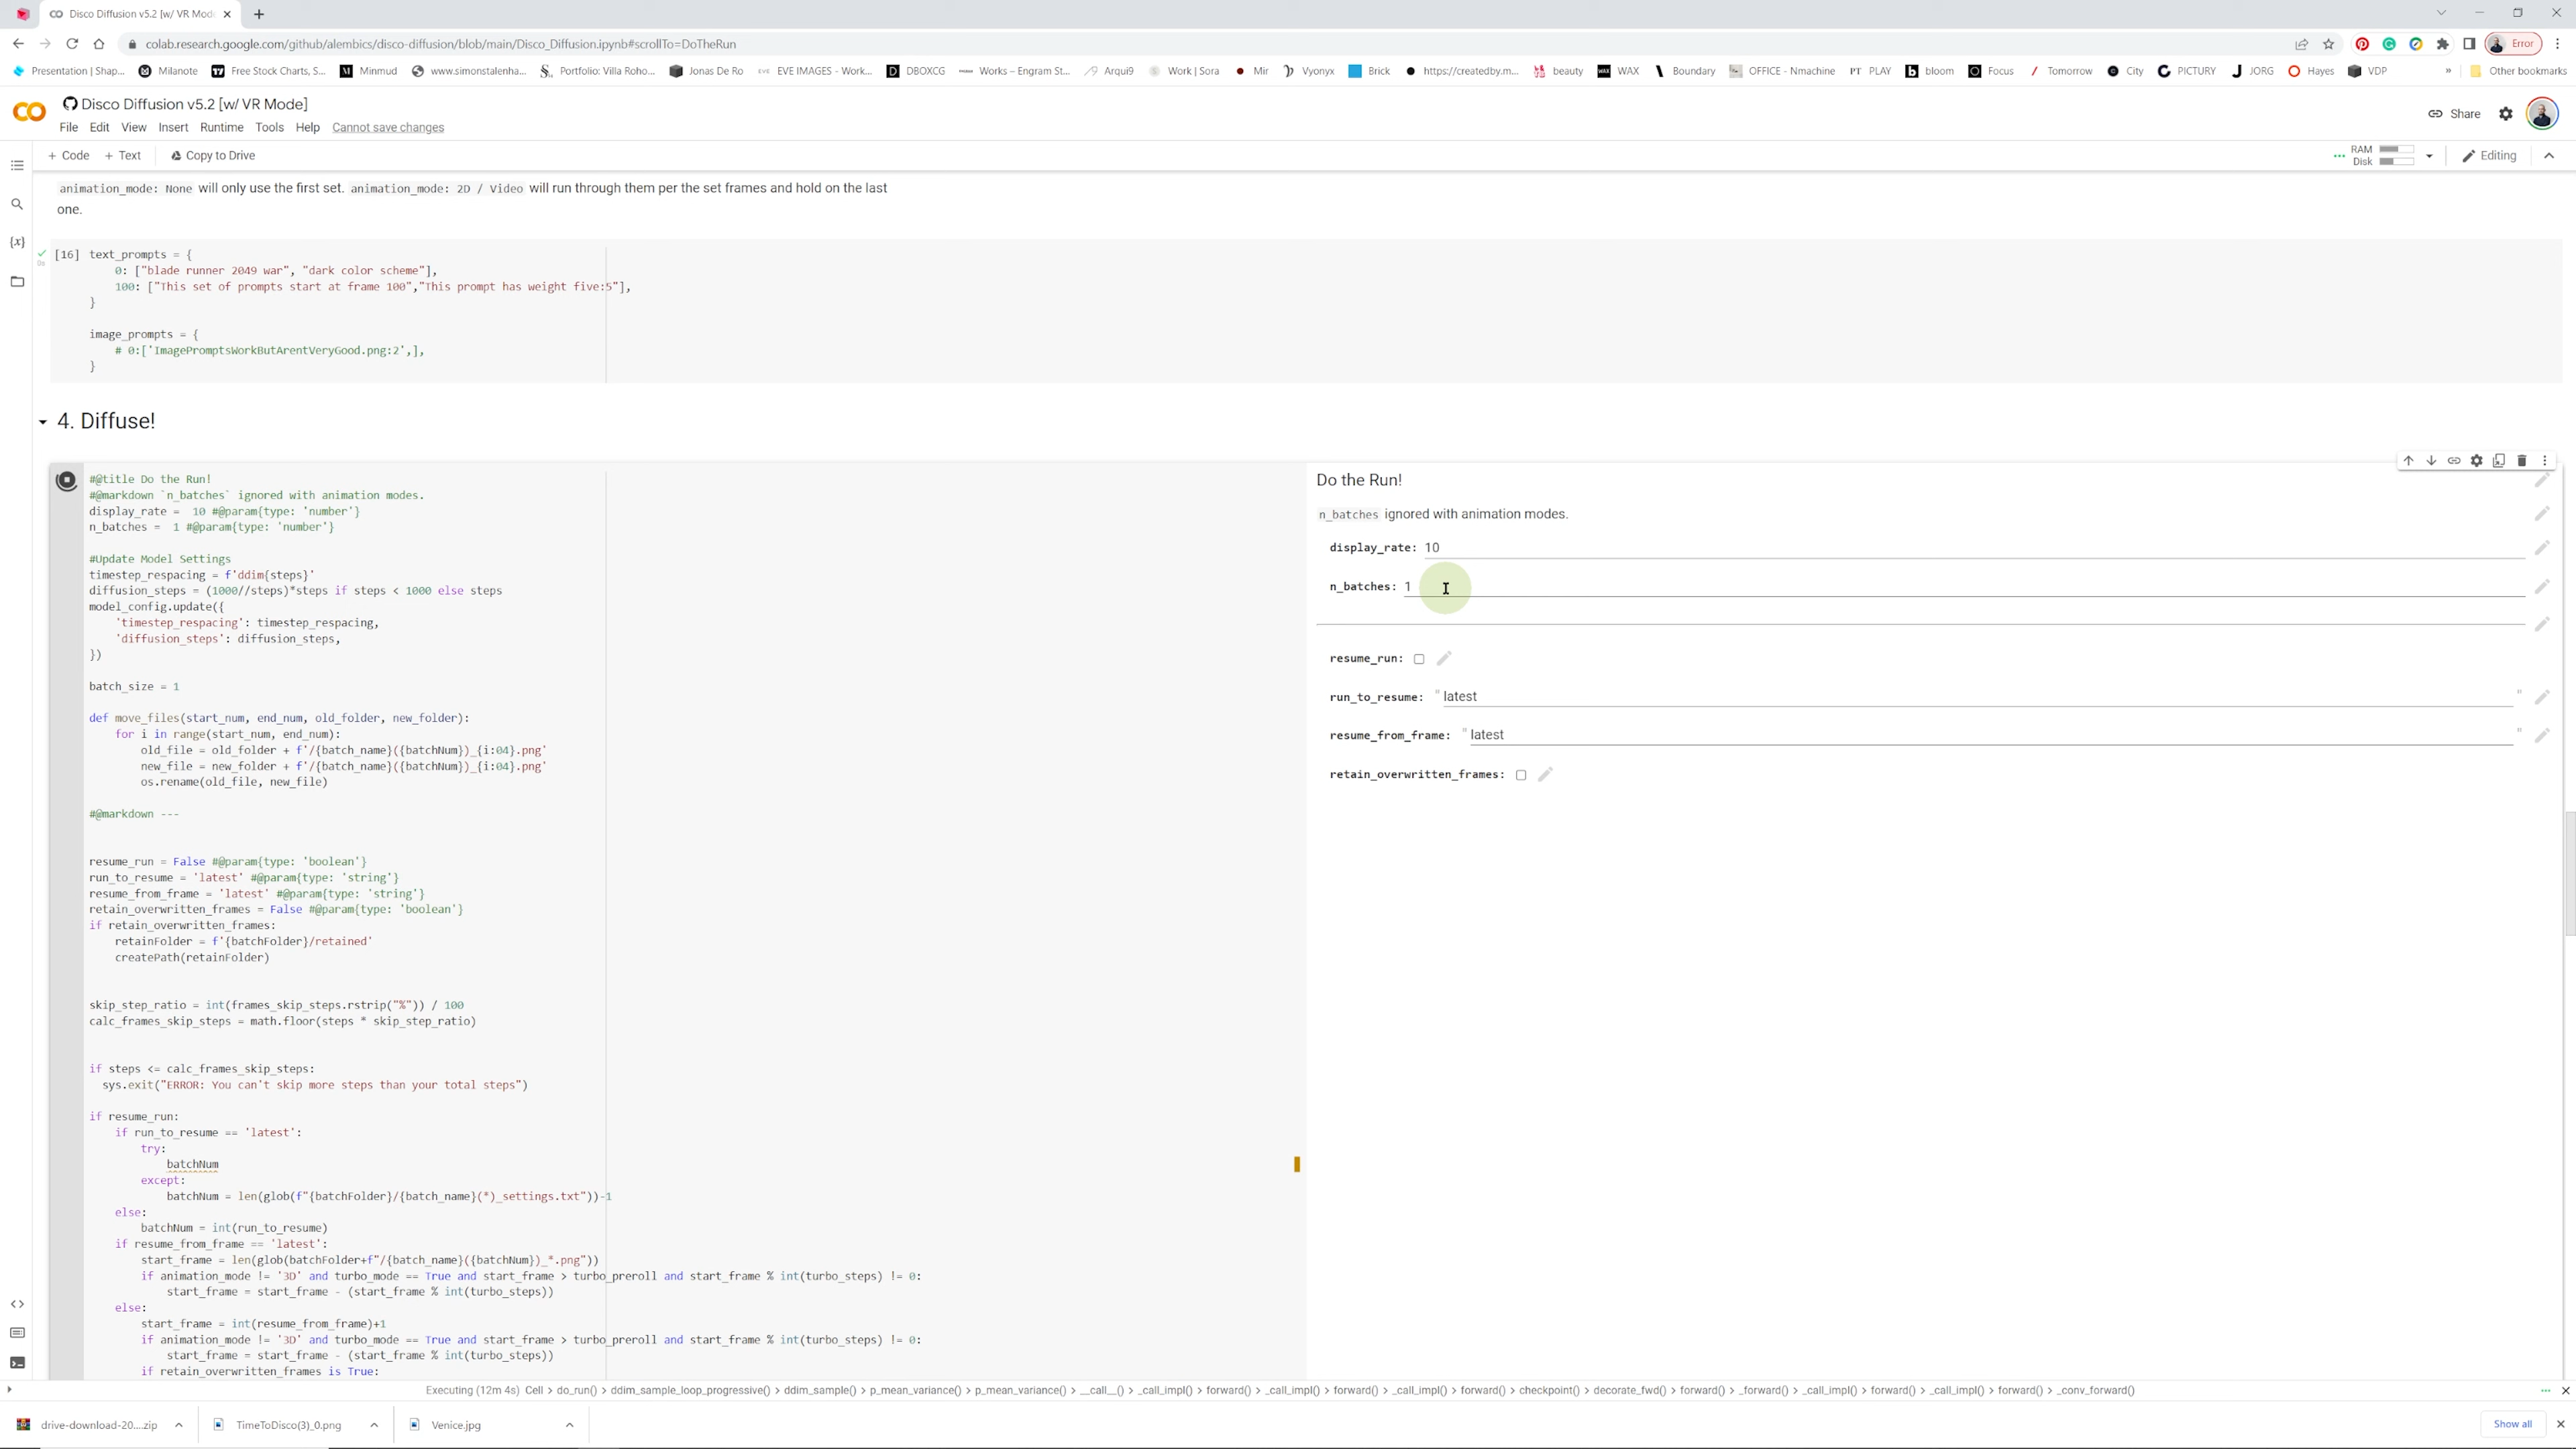 Disco Diffusion v5.2 [w/ VR Mod
colab.research.google.com/github/alembics/disco-diffusion/blob/main/Disco_Diffusion.ipynb#scrollTo=DoTheRun
Error
Presentation | Shap... Milanote Free Stock Charts, S... Minmud www.simonstalenha... Portfolio: Villa Roho... Jonas De Ro EVE IMAGES - Work... DBOXCG Works – Engram St... Arqui9 Work | Sora Mir Vyonyx Brick https://createdby.m... beauty WAX Boundary OFFICE - Nmachine PT PLAY bloom Focus Tomorrow City PICTURY JORG Hayes VDP » Other bookmarks
Disco Diffusion v5.2 [w/ VR Mode]
File Edit View Insert Runtime Tools Help Cannot save changes
Share
+ Code + Text Copy to Drive
RAM
Disk
Editing
animation_mode: None will only use the first set. animation_mode: 2D / Video will run through them per the set frames and hold on the last
one.
[16] text_prompts = {
0: ["blade runner 2049 war", "dark color scheme"],
100: ["This set of prompts start at frame 100","This prompt has weight five:5"],
}
image_prompts = {
# 0:['ImagePromptsWorkButArentVeryGood.png:2',],
}
4. Diffuse!
#@title Do the Run!
#@markdown `n_batches` ignored with animation modes.
display_rate = 10 #@param{type: 'number'}
n_batches = 1 #@param{type: 'number'}
#Update Model Settings
timestep_respacing = f'ddim{steps}'
diffusion_steps = (1000//steps)*steps if steps < 1000 else steps
model_config.update({
'timestep_respacing': timestep_respacing,
'diffusion_steps': diffusion_steps,
})
batch_size = 1
def move_files(start_num, end_num, old_folder, new_folder):
for i in range(start_num, end_num):
old_file = old_folder + f'/{batch_name}({batchNum})_{i:04}.png'
new_file = new_folder + f'/{batch_name}({batchNum})_{i:04}.png'
os.rename(old_file, new_file)
#@markdown ---
resume_run = False #@param{type: 'boolean'}
run_to_resume = 'latest' #@param{type: 'string'}
resume_from_frame = 'latest' #@param{type: 'string'}
retain_overwritten_frames = False #@param{type: 'boolean'}
if retain_overwritten_frames:
retainFolder = f'{batchFolder}/retained'
createPath(retainFolder)
skip_step_ratio = int(frames_skip_steps.rstrip("%")) / 100
calc_frames_skip_steps = math.floor(steps * skip_step_ratio)
if steps <= calc_frames_skip_steps:
sys.exit("ERROR: You can't skip more steps than your total steps")
if resume_run:
if run_to_resume == 'latest':
try:
batchNum
except:
batchNum = len(glob(f"{batchFolder}/{batch_name}(*)_settings.txt"))-1
else:
batchNum = int(run_to_resume)
if resume_from_frame == 'latest':
start_frame = len(glob(batchFolder+f"/{batch_name}({batchNum})_*.png"))
if animation_mode != '3D' and turbo_mode == True and start_frame > turbo_preroll and start_frame % int(turbo_steps) != 0:
start_frame = start_frame - (start_frame % int(turbo_steps))
else:
start_frame = int(resume_from_frame)+1
if animation_mode != '3D' and turbo_mode == True and start_frame > turbo_preroll and start_frame % int(turbo_steps) != 0:
start_frame = start_frame - (start_frame % int(turbo_steps))
if retain_overwritten_frames is True:
Do the Run!
n_batches ignored with animation modes.
display_rate: 10
n_batches: 1
resume_run:
run_to_resume: " latest "
resume_from_frame: " latest "
retain_overwritten_frames:
Executing (12m 4s) Cell > do_run() > ddim_sample_loop_progressive() > ddim_sample() > p_mean_variance() > p_mean_variance() > __call__() > _call_impl() > forward() > _call_impl() > forward() > _call_impl() > forward() > checkpoint() > decorate_fwd() > forward() > _forward() > _call_impl() > forward() > _call_impl() > forward() > _conv_forward()
drive-download-20....zip TimeToDisco(3)_0.png Venice.jpg Show all